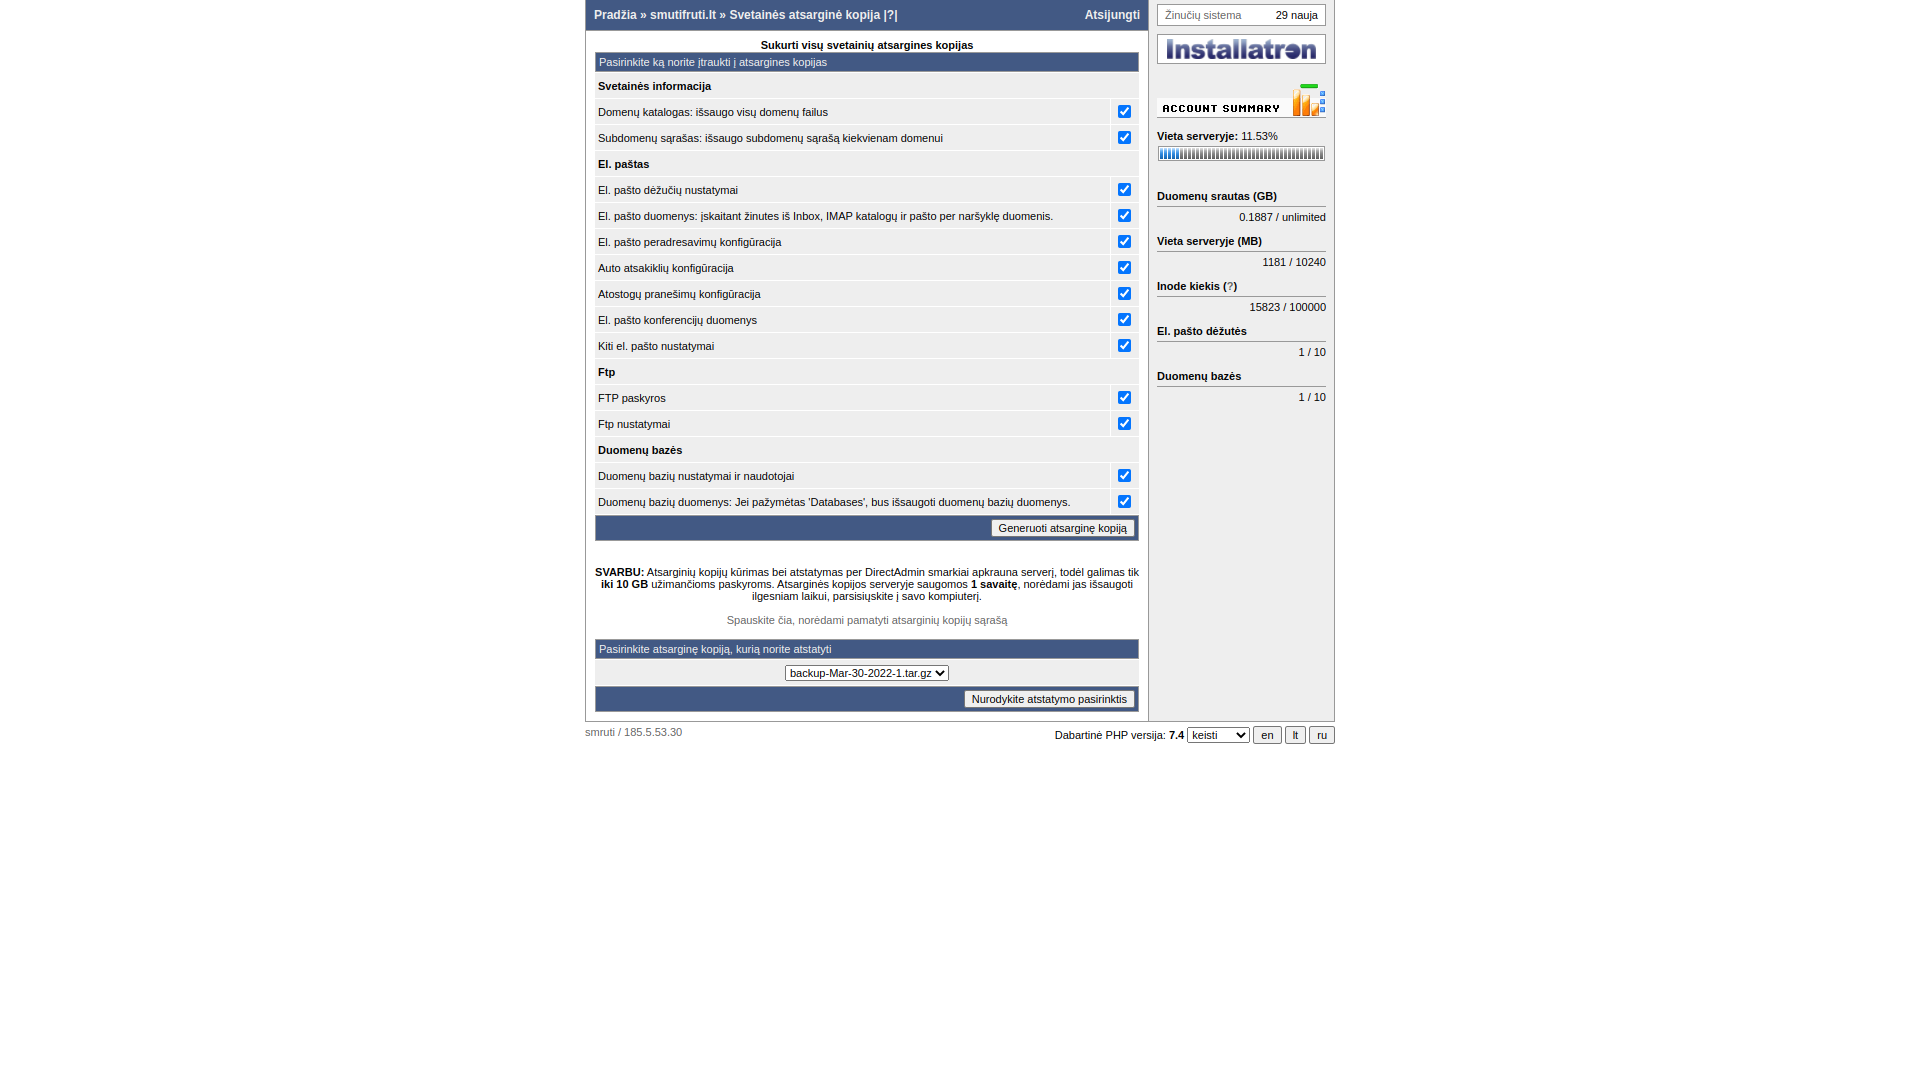 Pradžia » smutifruti.lt » Svetainės atsarginė kopija |?|
Atsijungti
Sukurti visų svetainių atsargines kopijas
Pasirinkite ką norite įtraukti į atsargines kopijas
Svetainės informacija
Domenų katalogas: išsaugo visų domenų failus
Subdomenų sąrašas: išsaugo subdomenų sąrašą kiekvienam domenui
El. paštas
El. pašto dėžučių nustatymai
El. pašto duomenys: įskaitant žinutes iš Inbox, IMAP katalogų ir pašto per naršyklę duomenis.
El. pašto peradresavimų konfigūracija
Auto atsakiklių konfigūracija
Atostogų pranešimų konfigūracija
El. pašto konferencijų duomenys
Kiti el. pašto nustatymai
Ftp
FTP paskyros
Ftp nustatymai
Duomenų bazės
Duomenų bazių nustatymai ir naudotojai
Duomenų bazių duomenys: Jei pažymėtas 'Databases', bus išsaugoti duomenų bazių duomenys.
Generuoti atsarginę kopiją
SVARBU: Atsarginių kopijų kūrimas bei atstatymas per DirectAdmin smarkiai apkrauna serverį, todėl galimas tik
iki 10 GB užimančioms paskyroms. Atsarginės kopijos serveryje saugomos 1 savaitę, norėdami jas išsaugoti
ilgesniam laikui, parsisiųskite į savo kompiuterį.
Spauskite čia, norėdami pamatyti atsarginių kopijų sąrašą
Pasirinkite atsarginę kopiją, kurią norite atstatyti
backup-Mar-30-2022-1.tar.gz
Nurodykite atstatymo pasirinktis
Žinučių sistema 29 nauja
Installatron
ACCOUNT SUMMARY
Vieta serveryje: 11.53%
Duomenų srautas (GB)
0.1887 / unlimited
Vieta serveryje (MB)
1181 / 10240
Inode kiekis (?)
15823 / 100000
El. pašto dėžutės
1 / 10
Duomenų bazės
1 / 10
smruti / 185.5.53.30
Dabartinė PHP versija: 7.4 keisti en lt ru